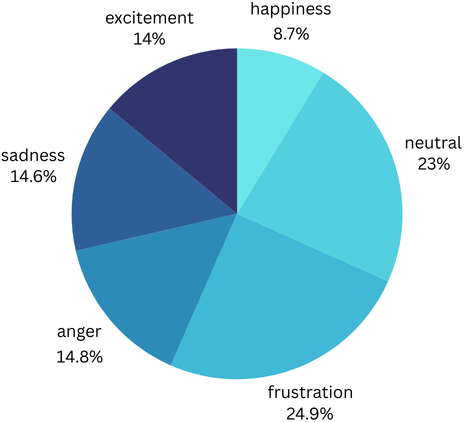 happiness
8.7%
excitement
14%
neutral
23%
sadness
14.6%
anger
14.8%
frustration
24.9%